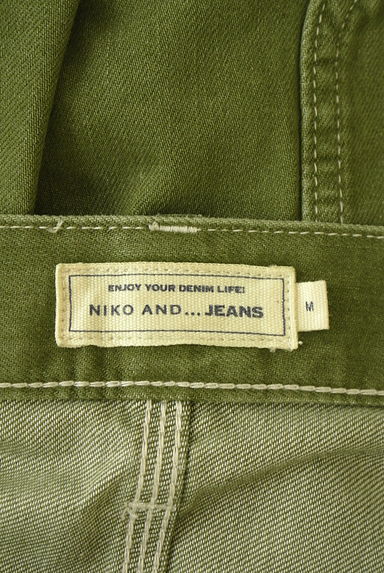 ENJOY YOUR DENIM LIFE!
NIKO AND... JEANS
M